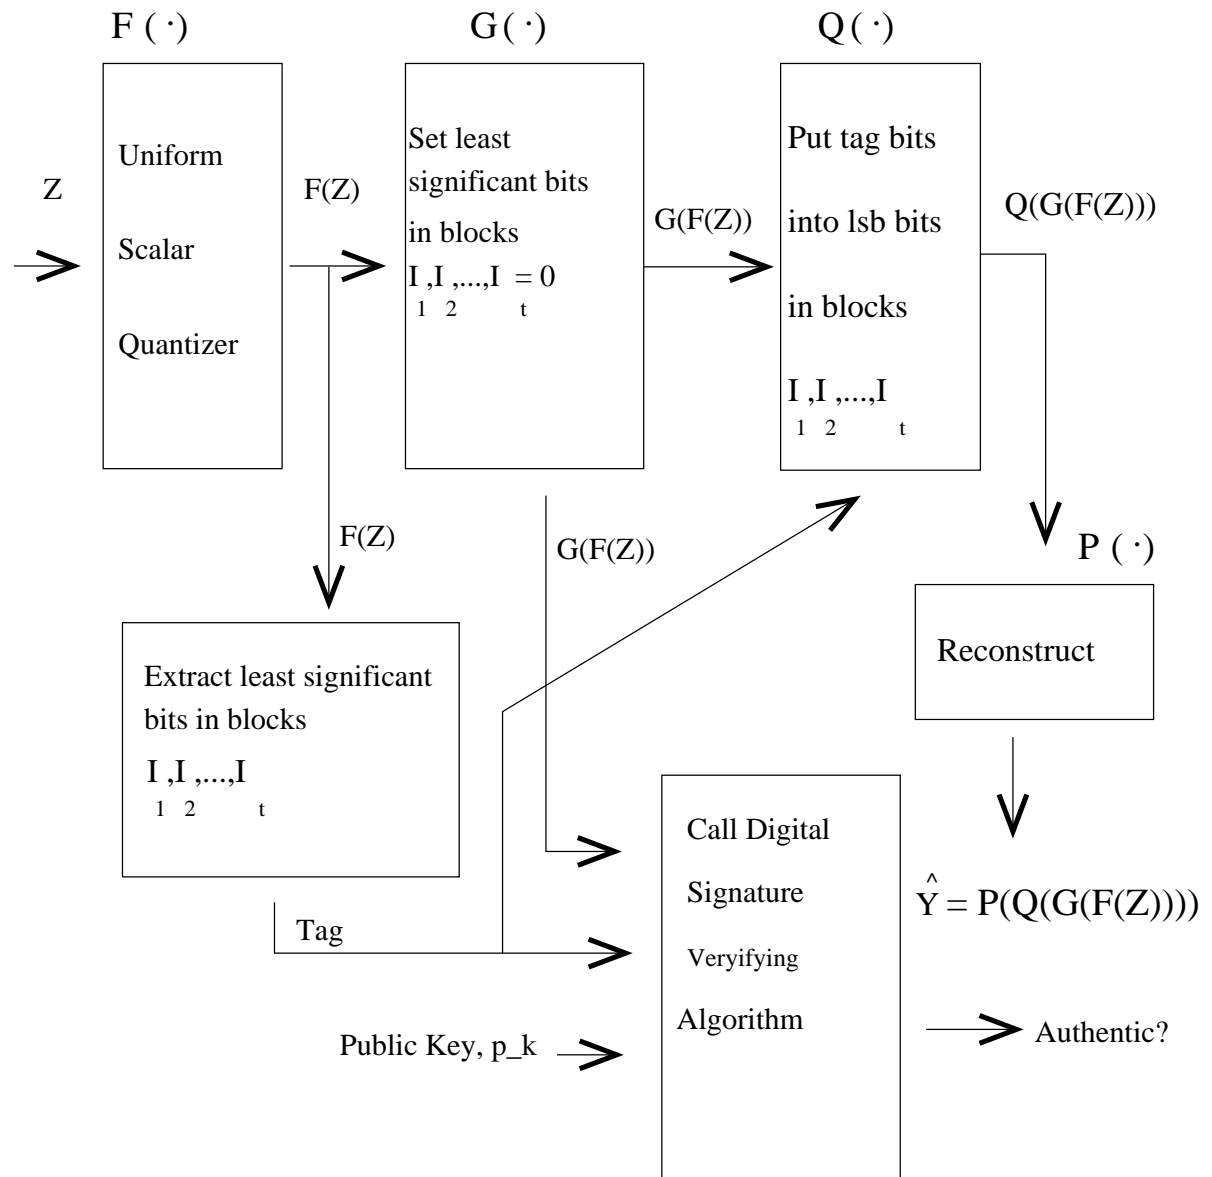 F ( · )
G ( · )
Q ( · )
Z
Uniform
Scalar
Quantizer
F(Z)
Set least
significant bits
in blocks
I ,I ,...,I = 0
1 2 t
G(F(Z))
Put tag bits
into lsb bits
in blocks
I ,I ,...,I
1 2 t
Q(G(F(Z)))
F(Z)
G(F(Z))
P ( · )
Extract least significant
bits in blocks
I ,I ,...,I
1 2 t
Reconstruct
Tag
Public Key, p_k
Call Digital
Signature
Veryifying
Algorithm
^
Y = P(Q(G(F(Z))))
Authentic?